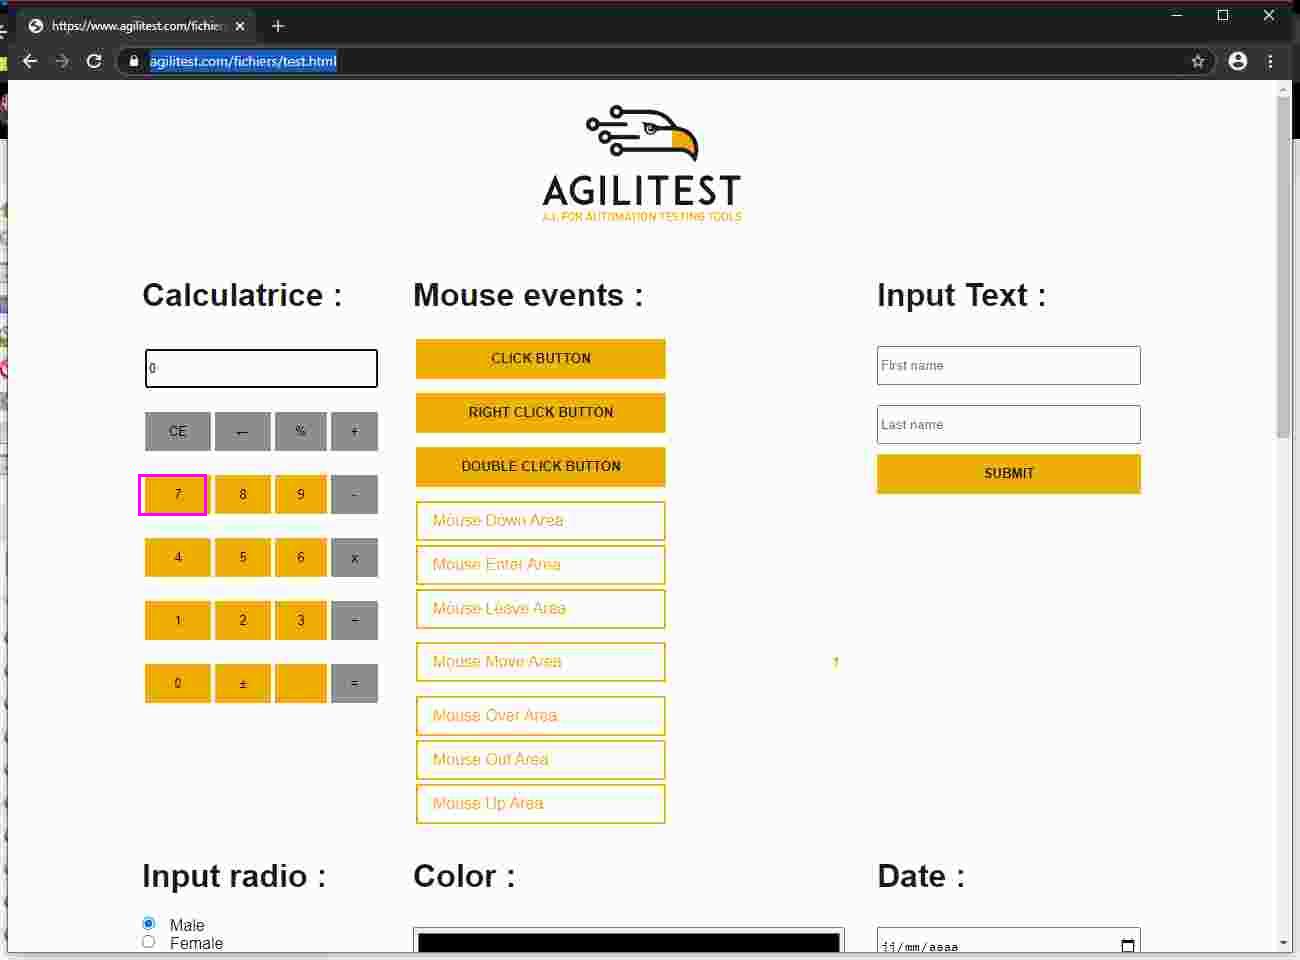 https://www.agilitest.com/fichier
agilitest.com/fichiers/test.html
AGILITEST
A.I. FOR AUTOMATION TESTING TOOLS
Calculatrice :
0
CE ← % +
7 8 9 -
4 5 6 x
1 2 3 ÷
0 ± =
Mouse events :
CLICK BUTTON
RIGHT CLICK BUTTON
DOUBLE CLICK BUTTON
Mouse Down Area
Mouse Enter Area
Mouse Leave Area
Mouse Move Area
1
Mouse Over Area
Mouse Out Area
Mouse Up Area
Input Text :
First name
Last name
SUBMIT
Input radio :
Male
Female
Color :
Date :
jj/mm/aaaa